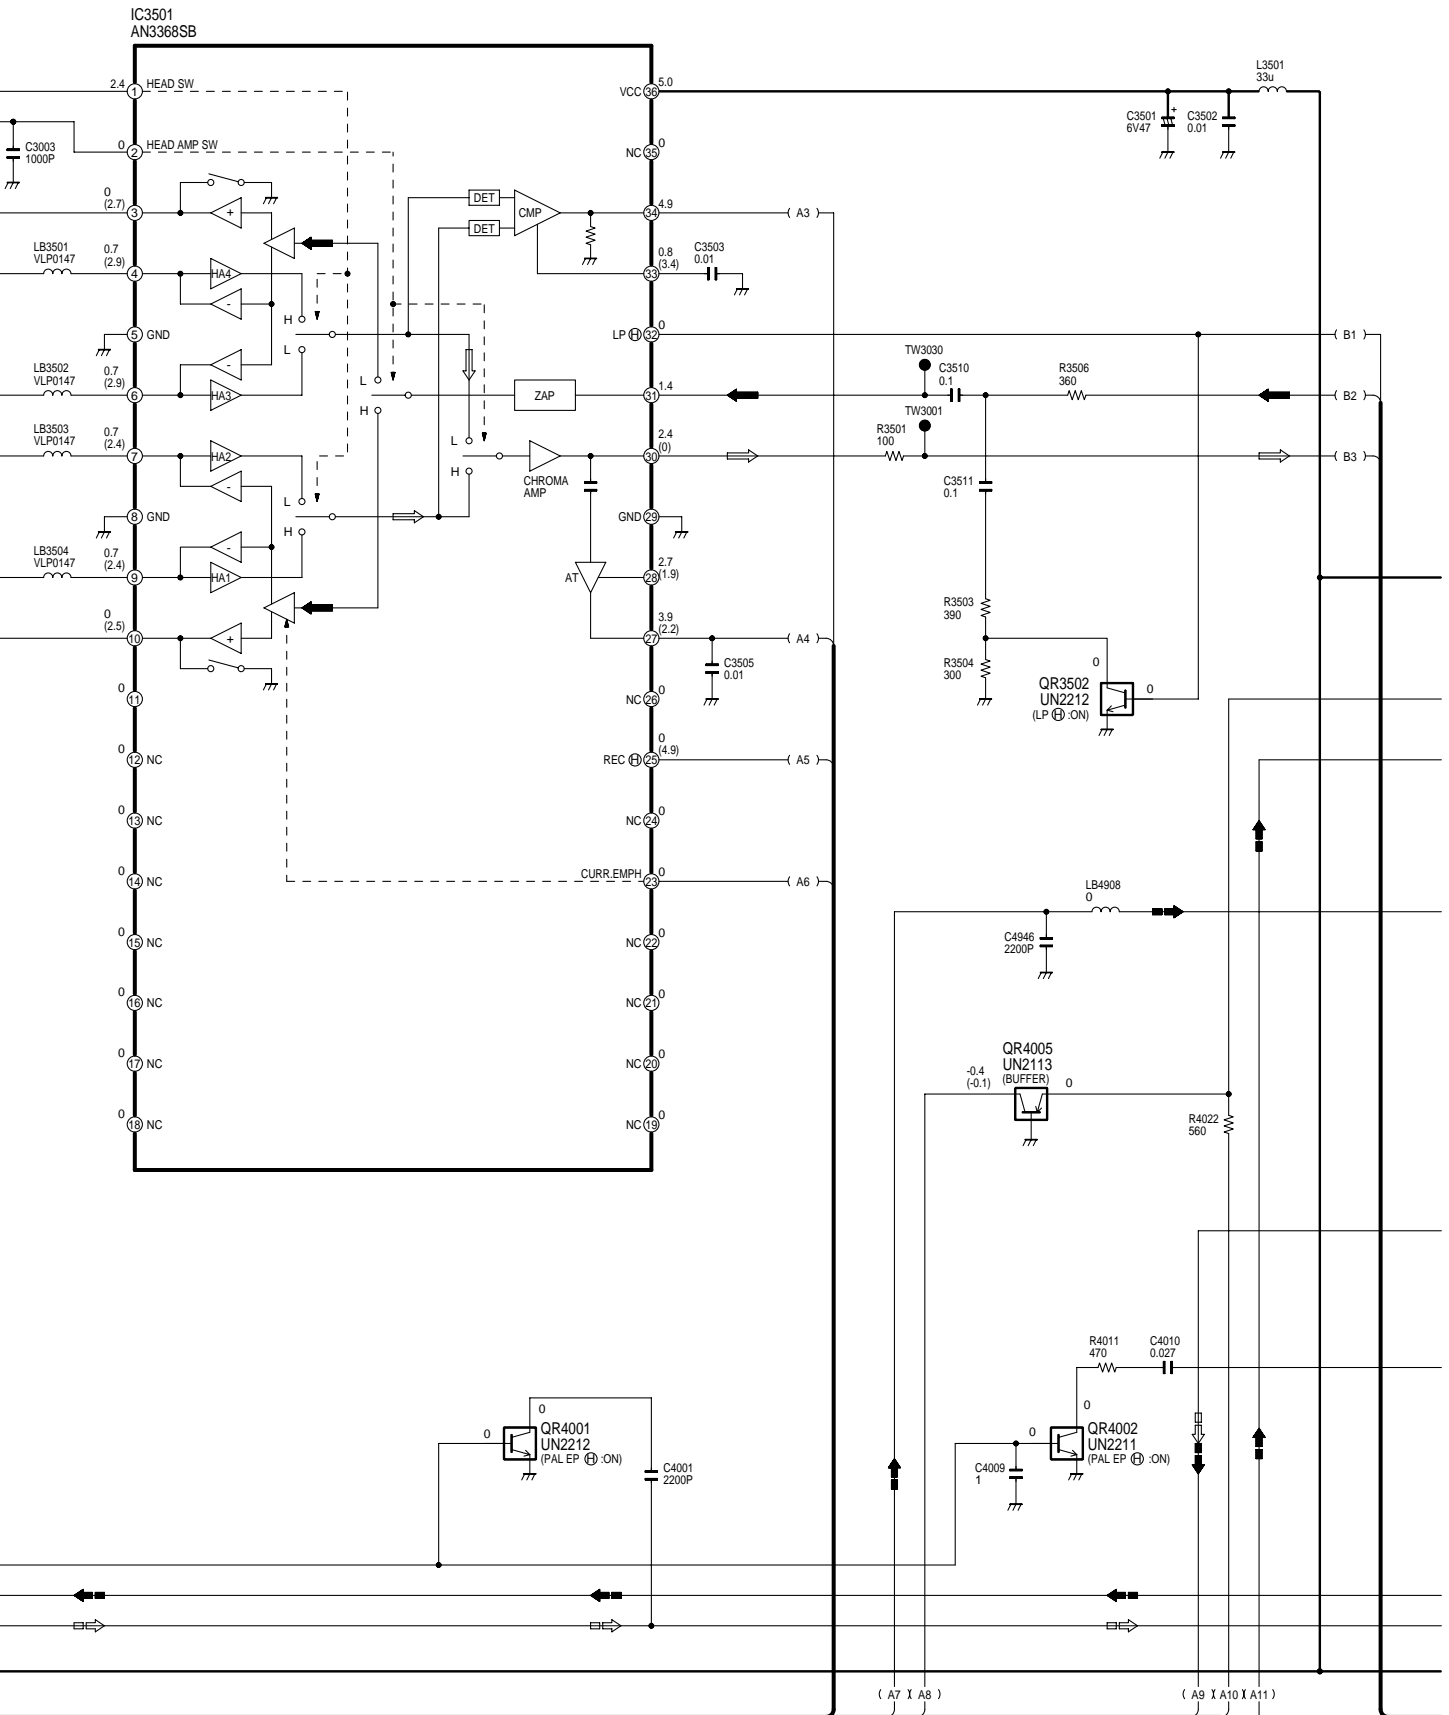 IC3501
AN3368SB
L3501
33u
2.4
1
HEAD SW
VCC
36
5.0
C3501
6V47
+
C3502
0.01
C3003
1000P
0
2
HEAD AMP SW
NC
35
0
0
(2.7)
3
+
DET
DET
CMP
34
4.9
( A3 )
LB3501
VLP0147
0.7
(2.9)
4
HA4
-
33
0.8
(3.4)
C3503
0.01
H
5
GND
L
LP H
32
0
( B1 )
LB3502
VLP0147
0.7
(2.9)
6
-
HA3
L
H
ZAP
31
1.4
TW3030
C3510
0.1
R3506
360
( B2 )
TW3001
LB3503
VLP0147
0.7
(2.4)
7
HA2
-
L
H
CHROMA
AMP
30
2.4
(0)
R3501
100
( B3 )
C3511
0.1
8
GND
L
H
GND
29
LB3504
VLP0147
0.7
(2.4)
9
-
HA1
AT
28
2.7
(1.9)
R3503
390
0
(2.5)
10
+
27
3.9
(2.2)
( A4 )
C3505
0.01
R3504
300
0
QR3502
UN2212
(LP H :ON)
0
0
11
NC
26
0
0
12
NC
REC H
25
0
(4.9)
( A5 )
0
13
NC
NC
24
0
0
14
NC
CURR.EMPH
23
0
( A6 )
LB4908
0
0
15
NC
NC
22
0
C4946
2200P
0
16
NC
NC
21
0
0
17
NC
NC
20
0
QR4005
UN2113
(BUFFER)
-0.4
(-0.1)
0
0
18
NC
NC
19
0
R4022
560
R4011
470
C4010
0.027
0
0
QR4001
UN2212
(PAL EP H :ON)
C4001
2200P
0
0
QR4002
UN2211
(PAL EP H :ON)
C4009
1
( A7 )( A8 )
( A9 )( A10 )( A11 )